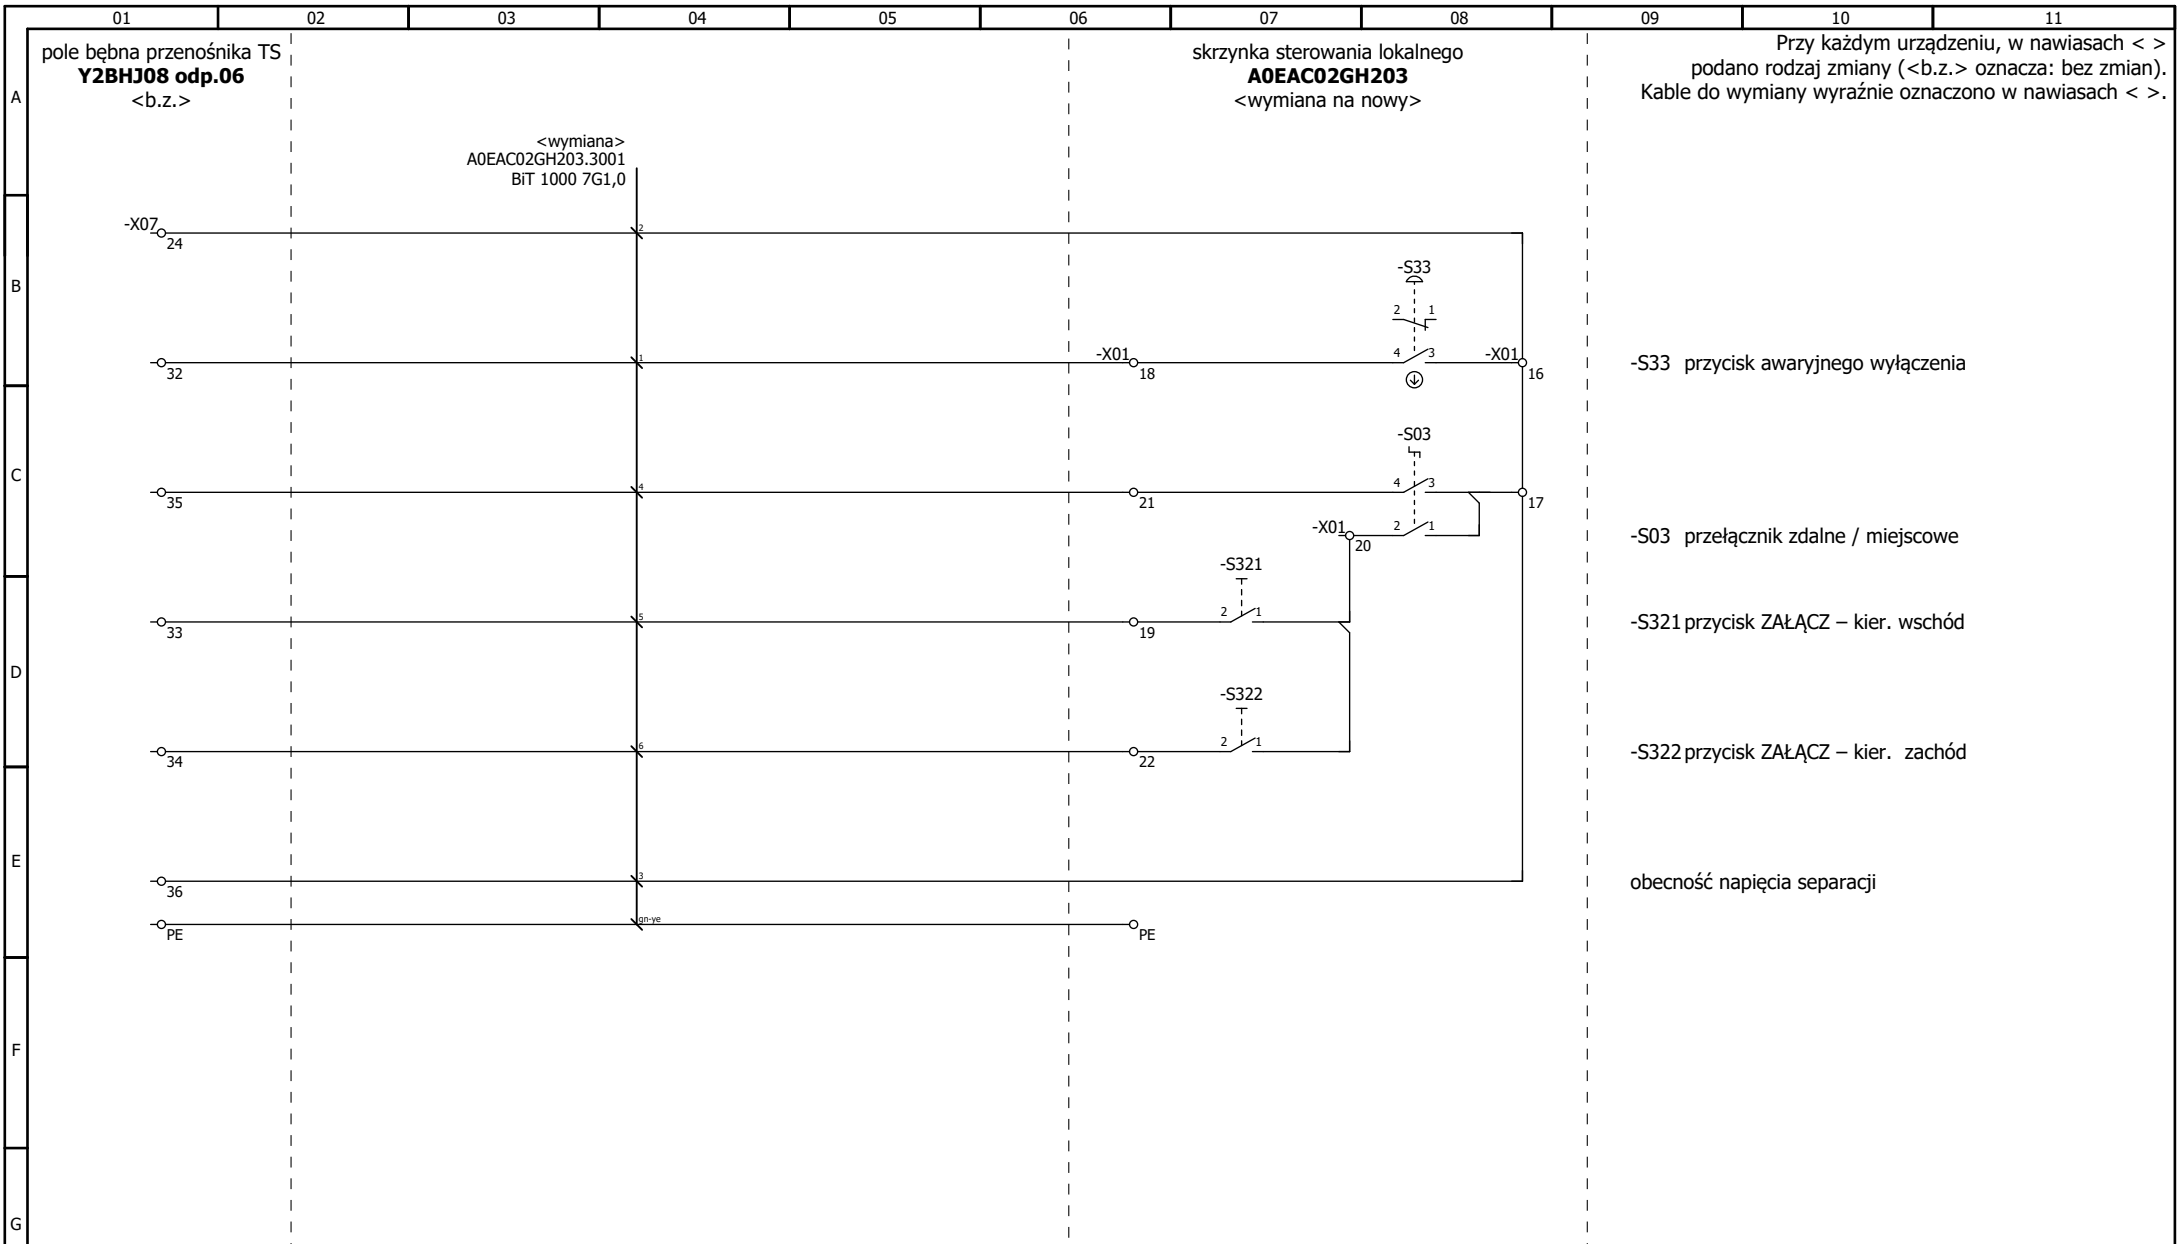 01 02 03 04 05 06 07 08 09 10 11
pole bębna przenośnika TS
Y2BHJ08 odp.06
<b.z.>
skrzynka sterowania lokalnego
A0EAC02GH203
<wymiana na nowy>
Przy każdym urządzeniu, w nawiasach < >
podano rodzaj zmiany (<b.z.> oznacza: bez zmian).
Kable do wymiany wyraźnie oznaczono w nawiasach < >.
A
<wymiana>
A0EAC02GH203.3001
BiT 1000 7G1,0
-X07
24
2
B
-S33
2 1
32
1
-X01
18
4 3
-X01
16
-S33 przycisk awaryjnego wyłączenia
C
-S03
35
4
21
4 3
17
-X01
20
2 1
-S03 przełącznik zdalne / miejscowe
-S321
33
5
19
2 1
-S321 przycisk ZAŁĄCZ – kier. wschód
D
-S322
34
6
22
2 1
-S322 przycisk ZAŁĄCZ – kier. zachód
E
36
3
obecność napięcia separacji
PE
gn-ye
PE
F
G